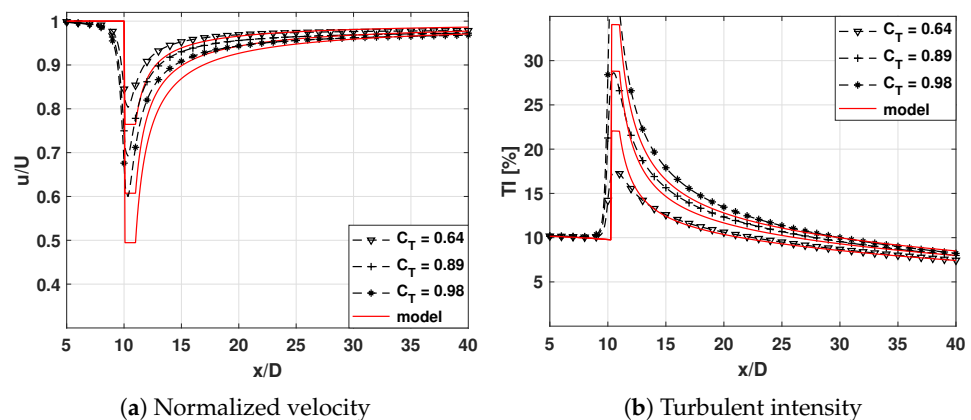 1
0.9
0.8
0.7
0.6
0.5
0.4
u/U
5 10 15 20 25 30 35 40
x/D
C_T = 0.64
C_T = 0.89
C_T = 0.98
model
(a) Normalized velocity
30
25
20
15
10
5
TI [%]
5 10 15 20 25 30 35 40
x/D
C_T = 0.64
C_T = 0.89
C_T = 0.98
model
(b) Turbulent intensity